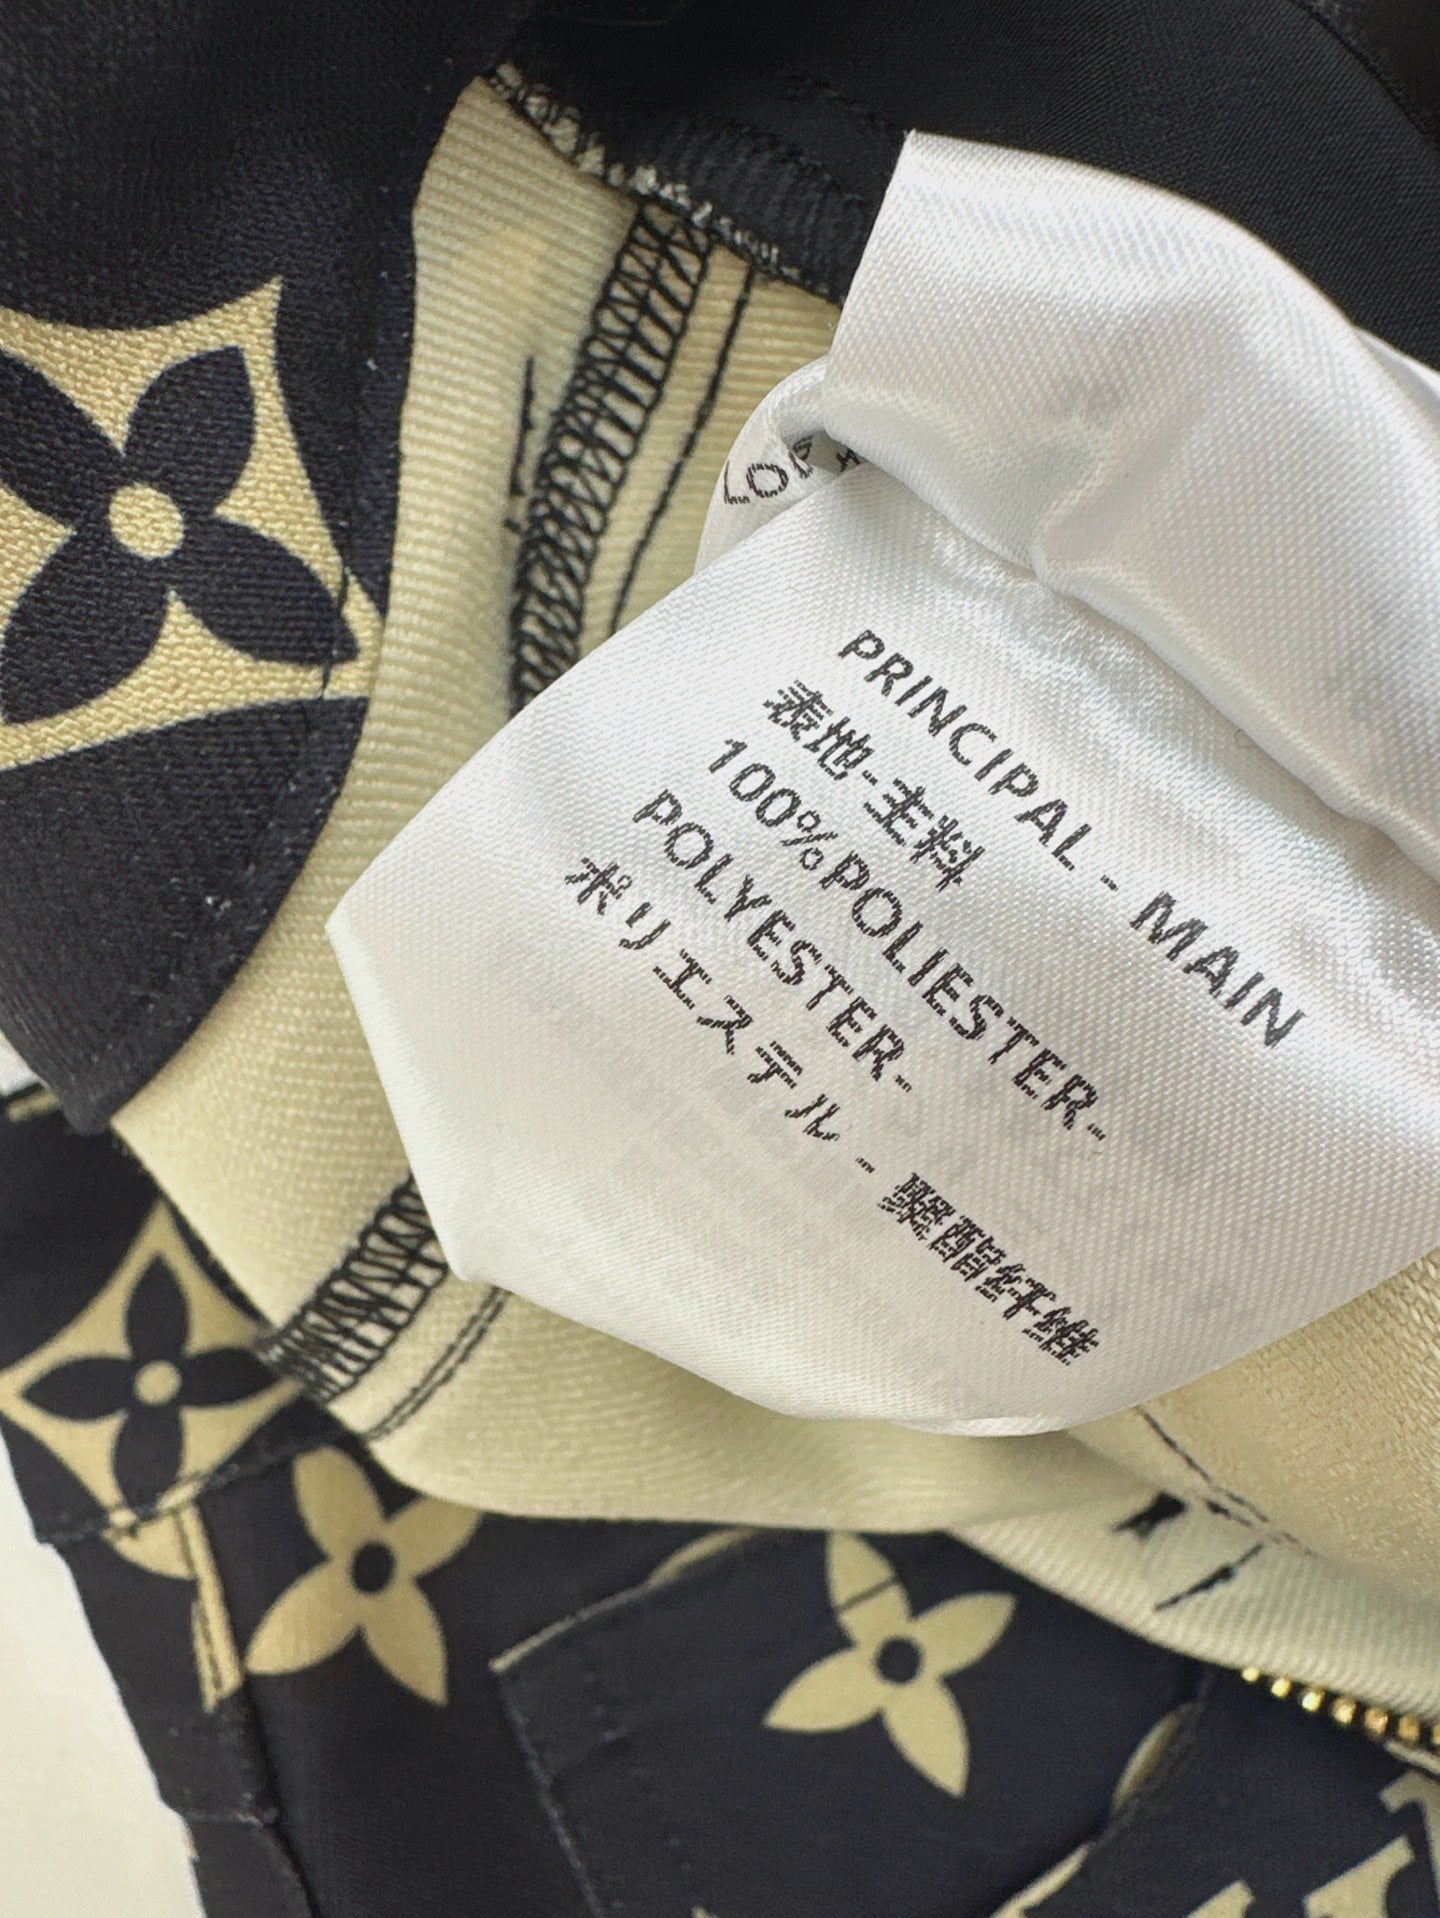 PRINCIPAL - MAIN
表地-主料
100%POLIESTER-
POLYESTER-
ポリエステル - 聚酯纤维